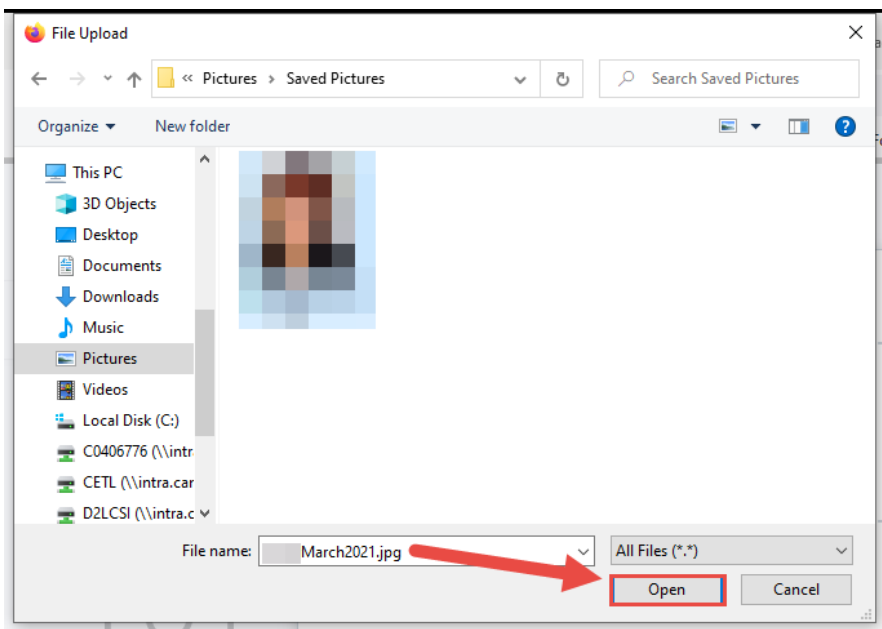 File Upload
« Pictures > Saved Pictures
Search Saved Pictures
Organize
New folder
This PC
3D Objects
Desktop
Documents
Downloads
Music
Pictures
Videos
Local Disk (C:)
C0406776 (\\intr
CETL (\\intra.car
D2LCSI (\\intra.c
File name: March2021.jpg
All Files (*.*)
Open
Cancel